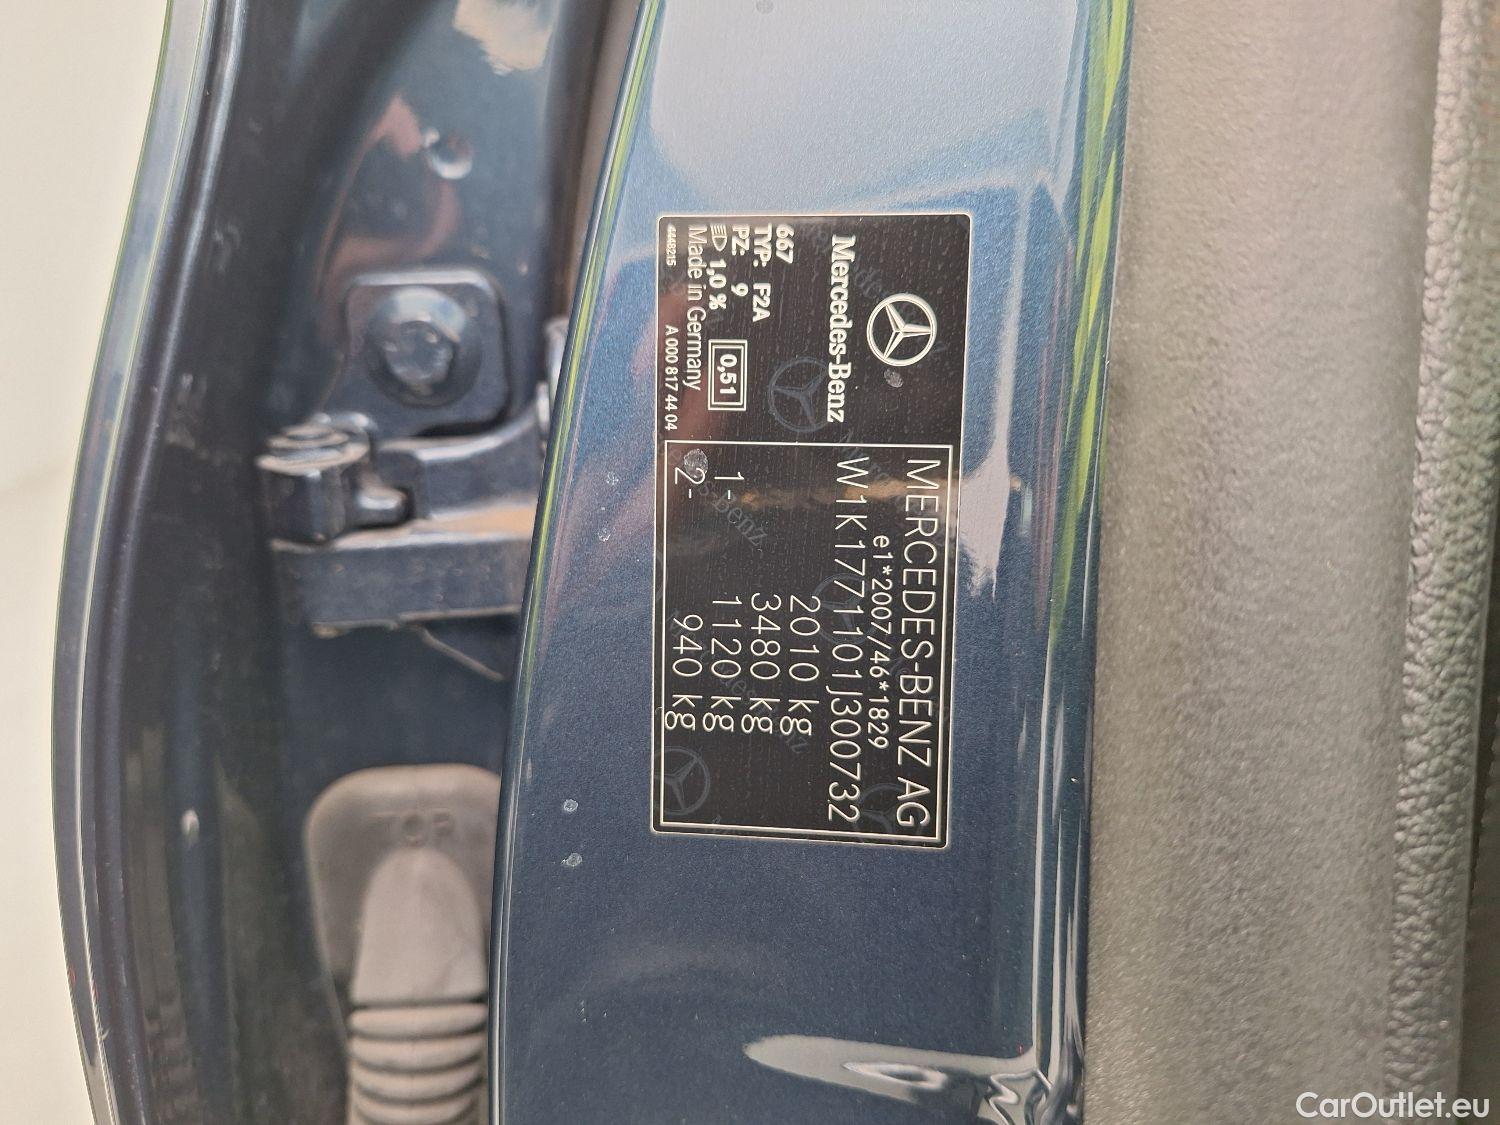 Mercedes-Benz
667
TYP: F2A
PZ: 9
1,0 % 0,51
Made in Germany
4448215 A 000 817 44 04
MERCEDES-BENZ AG
e1*2007/46*1829
W1K1771101J300732
2010 kg
3480 kg
1- 1120 kg
2- 940 kg
TOP
CarOutlet.eu